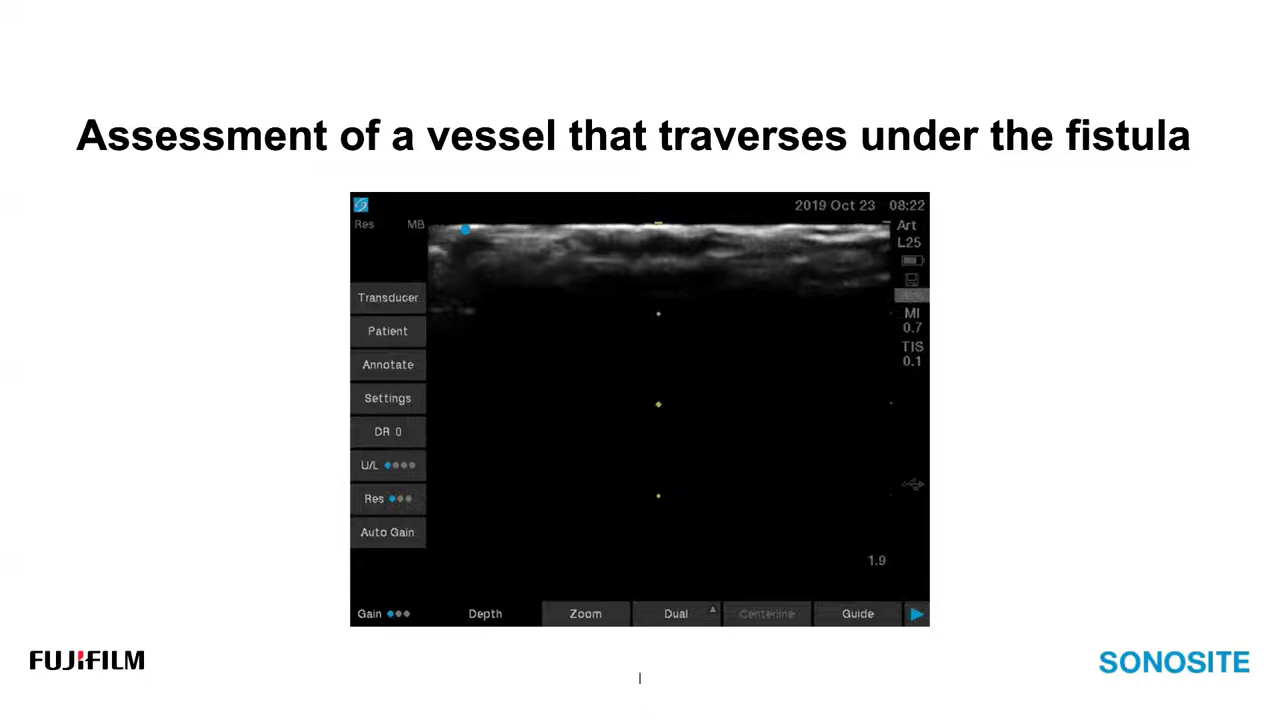 Assessment of a vessel that traverses under the fistula
2019 Oct 23 08:22
Res MB
Art
L25
MI
0.7
TIS
0.1
Transducer
Patient
Annotate
Settings
DR 0
U/L
Res
Auto Gain
1.9
Gain Depth Zoom Dual Centerline Guide
FUJIFILM
SONOSITE